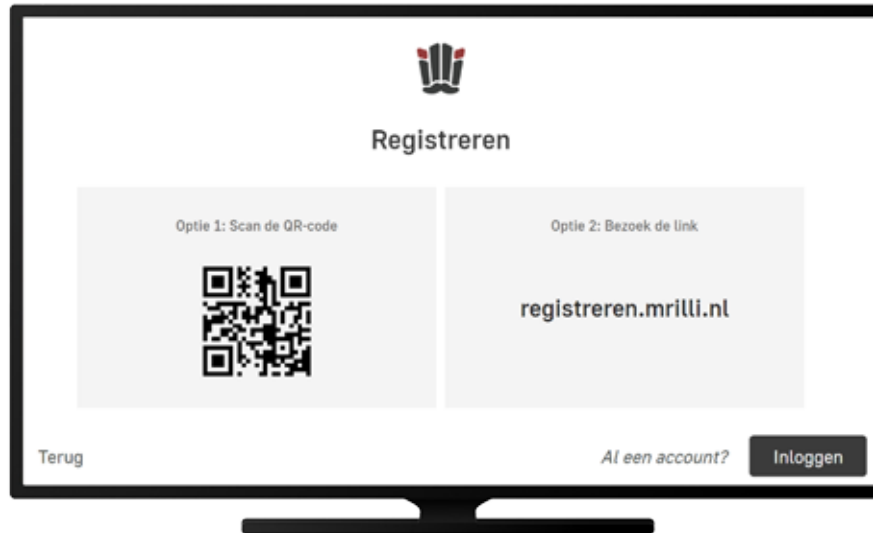 Registreren
Optie 1: Scan de QR-code
Optie 2: Bezoek de link
registreren.mrilli.nl
Terug
Al een account?
Inloggen